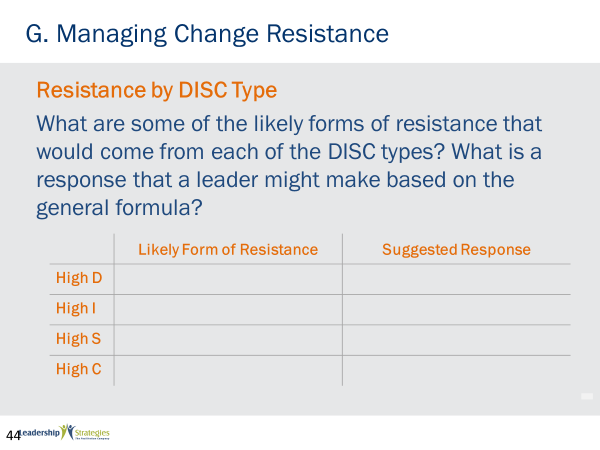 G. Managing Change Resistance
Resistance by DISC Type
What are some of the likely forms of resistance that
would come from each of the DISC types? What is a
response that a leader might make based on the
general formula?
Likely Form of Resistance Suggested Response
High D
High I
High S
High C
44 Leadership Strategies
The Facilitation Company